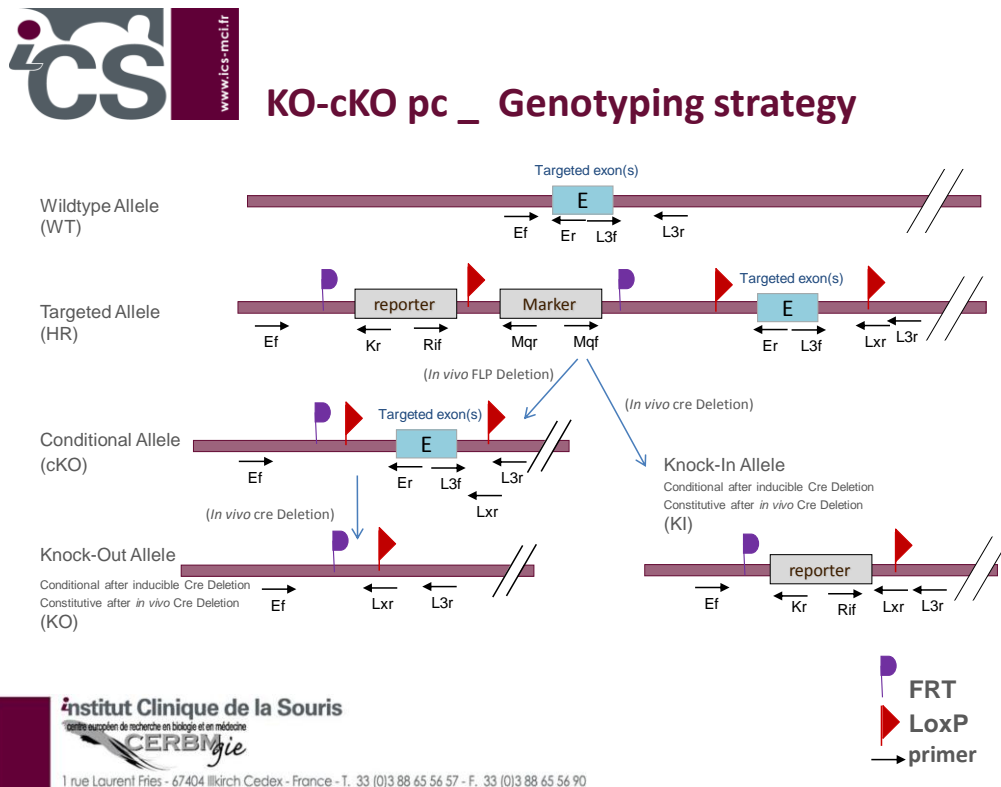 iCS
www.ics-mci.fr
KO-cKO pc _ Genotyping strategy
Targeted exon(s)
Wildtype Allele
(WT)
E
Ef
Er
L3f
L3r
Targeted exon(s)
Targeted Allele
(HR)
reporter
Marker
E
Ef
Kr
Rif
Mqr
Mqf
Er
L3f
Lxr
L3r
(In vivo FLP Deletion)
(In vivo cre Deletion)
Conditional Allele
(cKO)
Targeted exon(s)
E
Ef
Er
L3f
L3r
Lxr
(In vivo cre Deletion)
Knock-In Allele
Conditional after inducible Cre Deletion
Constitutive after in vivo Cre Deletion
(KI)
Knock-Out Allele
Conditional after inducible Cre Deletion
Constitutive after in vivo Cre Deletion
(KO)
Ef
Lxr
L3r
reporter
Ef
Kr
Rif
Lxr
L3r
FRT
LoxP
primer
institut Clinique de la Souris
centre européen de recherche en biologie et en médecine
CERBMgie
1 rue Laurent Fries - 67404 Illkirch Cedex - France - T. 33 (0)3 88 65 56 57 - F. 33 (0)3 88 65 56 90